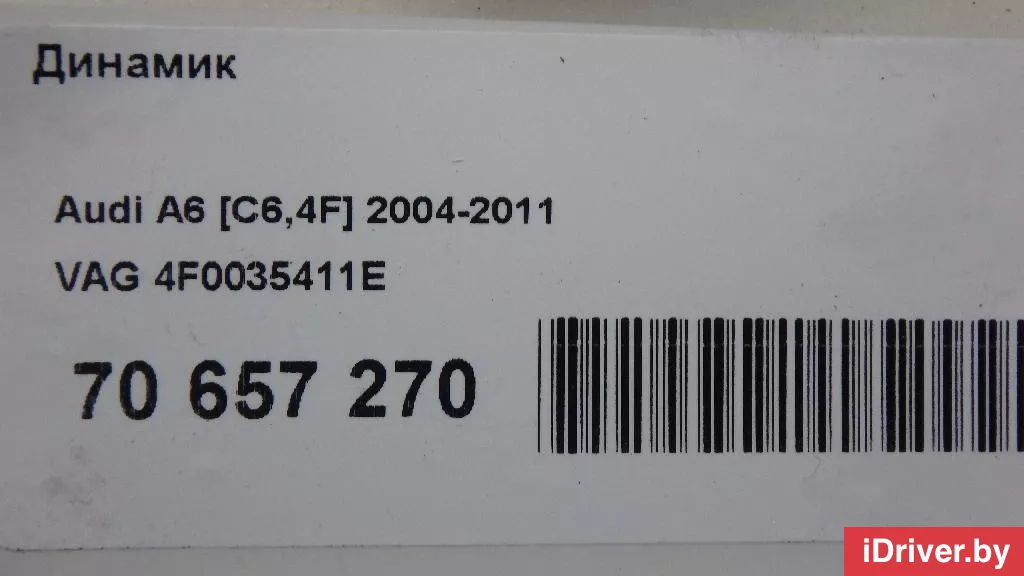 Динамик
Audi A6 [C6,4F] 2004-2011
VAG 4F0035411E
70 657 270
iDriver.by